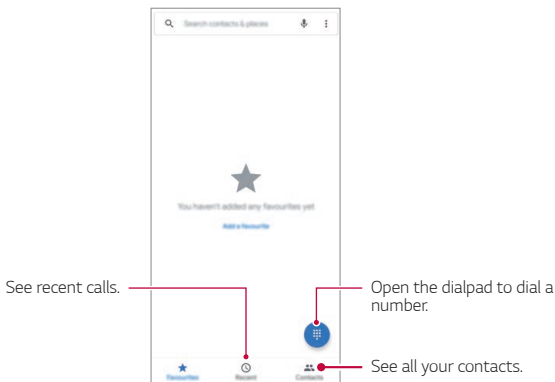 Search contacts & places
You haven't added any favourites yet
Add a favourite
See recent calls.
Open the dialpad to dial a
number.
Favourites
Recent
Contacts
See all your contacts.